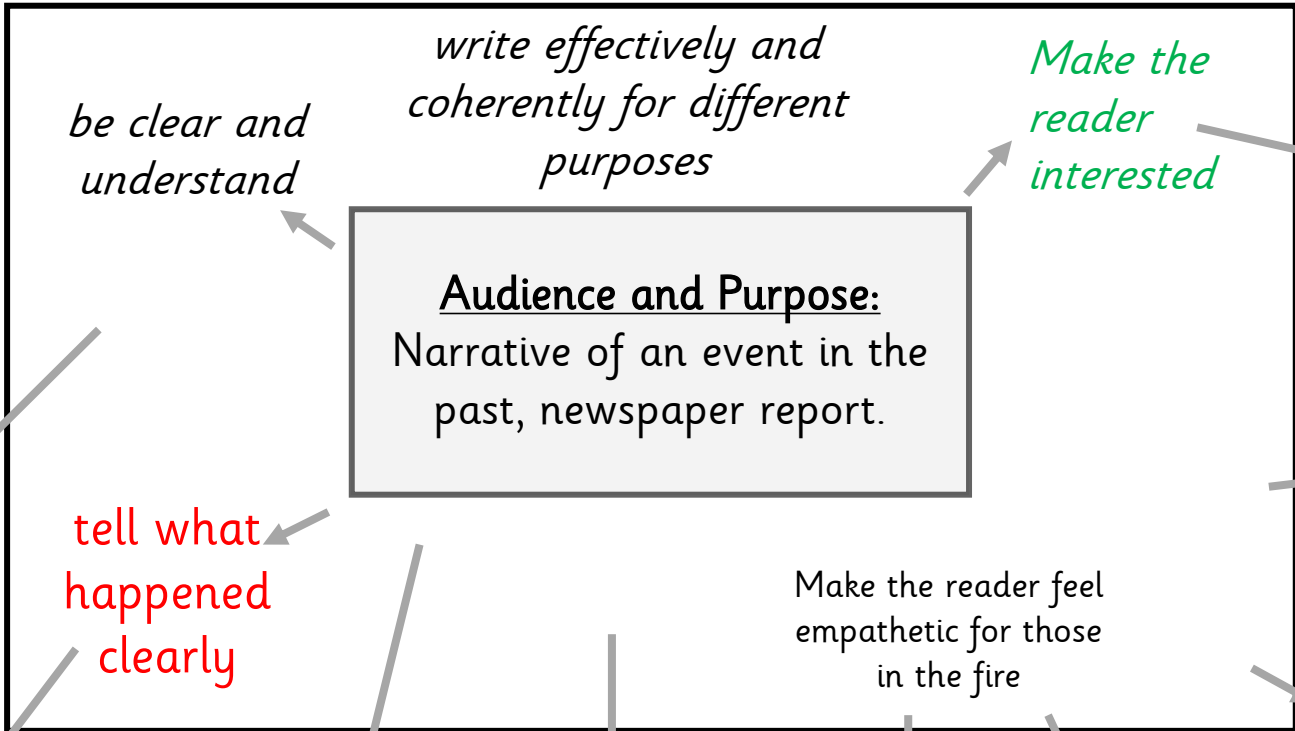 write effectively and
coherently for different
purposes
Make the
reader
interested
be clear and
understand
Audience and Purpose:
Narrative of an event in the
past, newspaper report.
tell what
happened
clearly
Make the reader feel
empathetic for those
in the fire